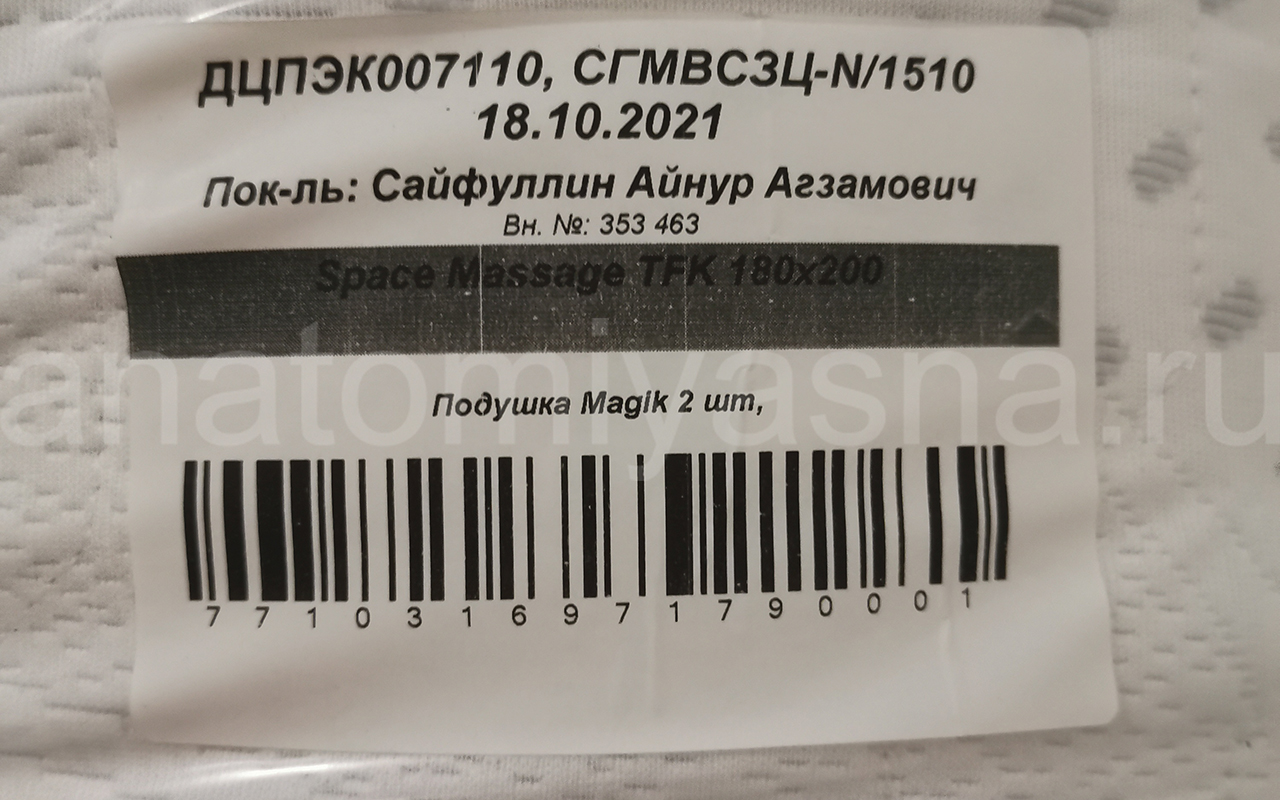 ДЦПЭК007110, СГМВСЗЦ-N/1510
18.10.2021
Пок-ль: Сайфуллин Айнур Агзамович
Вн. №: 353 463
Space Massage TFK 180x200
anatomiyasna.ru
Подушка Magik 2 шт,
7710316971790001